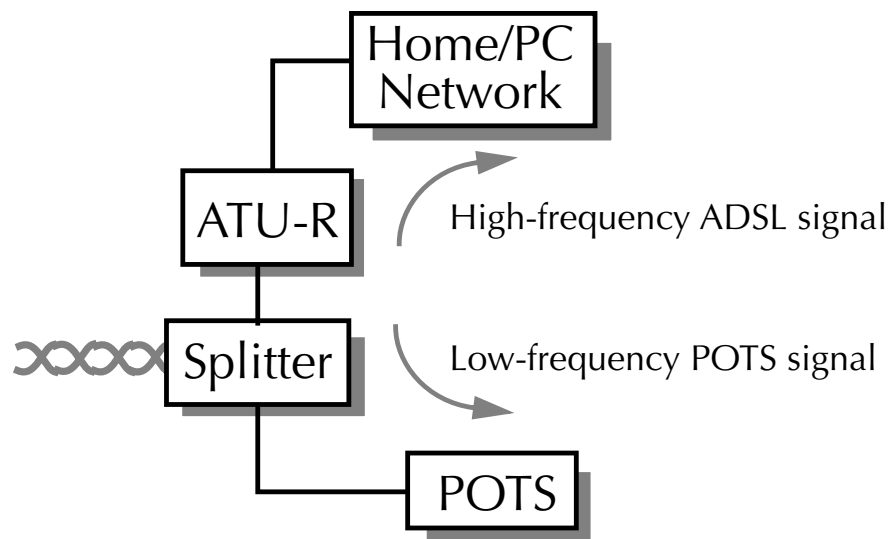 Home/PC
Network
ATU-R
High-frequency ADSL signal
Splitter
Low-frequency POTS signal
POTS